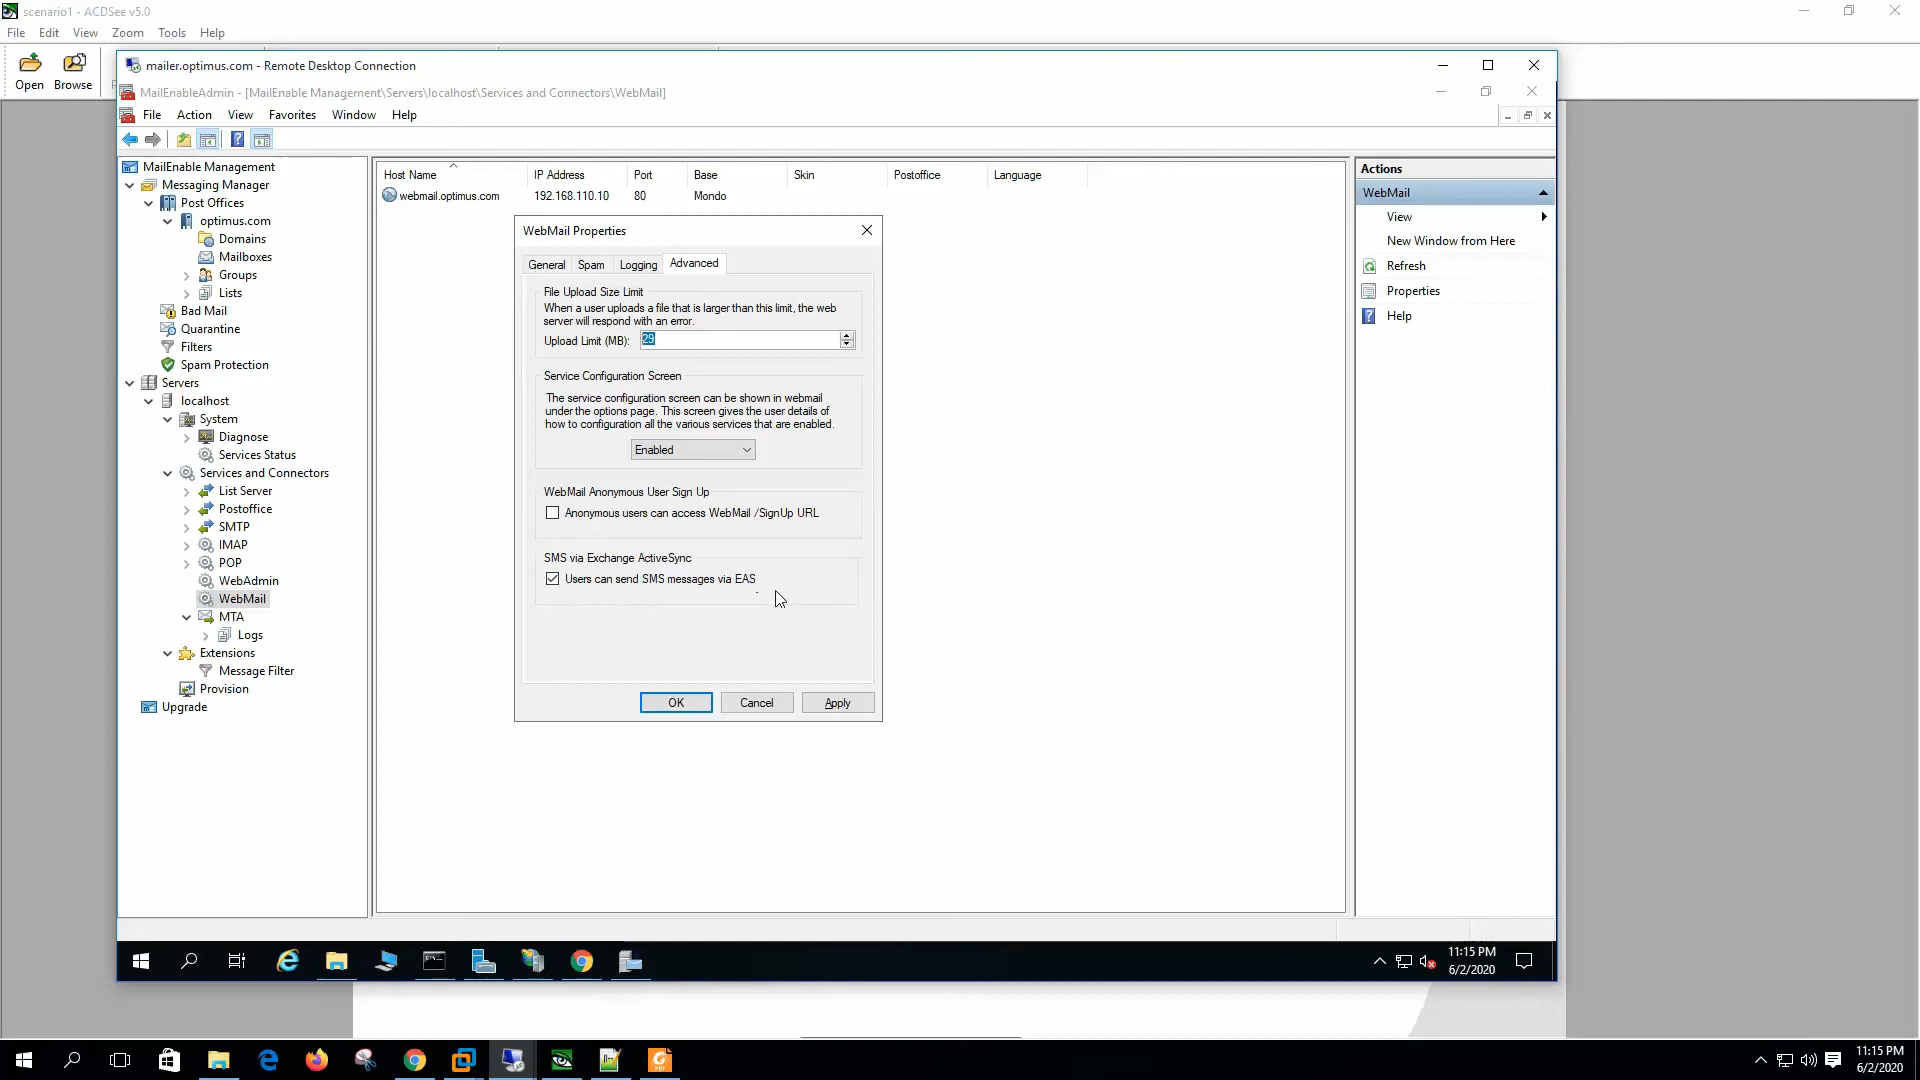 scenario1 - ACDSee v5.0
File Edit View Zoom Tools Help
Open Browse
mailer.optimus.com - Remote Desktop Connection
MailEnableAdmin - [MailEnable Management\Servers\localhost\Services and Connectors\WebMail]
File Action View Favorites Window Help
MailEnable Management
Messaging Manager
Post Offices
optimus.com
Domains
Mailboxes
Groups
Lists
Bad Mail
Quarantine
Filters
Spam Protection
Servers
localhost
System
Diagnose
Services Status
Services and Connectors
List Server
Postoffice
SMTP
IMAP
POP
WebAdmin
WebMail
MTA
Logs
Extensions
Message Filter
Provision
Upgrade
Host Name IP Address Port Base Skin Postoffice Language
webmail.optimus.com 192.168.110.10 80 Mondo
WebMail Properties
General Spam Logging Advanced
File Upload Size Limit
When a user uploads a file that is larger than this limit, the web
server will respond with an error.
Upload Limit (MB): 29
Service Configuration Screen
The service configuration screen can be shown in webmail
under the options page. This screen gives the user details of
how to configuration all the various services that are enabled.
Enabled
WebMail Anonymous User Sign Up
Anonymous users can access WebMail /SignUp URL
SMS via Exchange ActiveSync
Users can send SMS messages via EAS
OK Cancel Apply
Actions
WebMail
View
New Window from Here
Refresh
Properties
Help
11:15 PM
6/2/2020
11:15 PM
6/2/2020